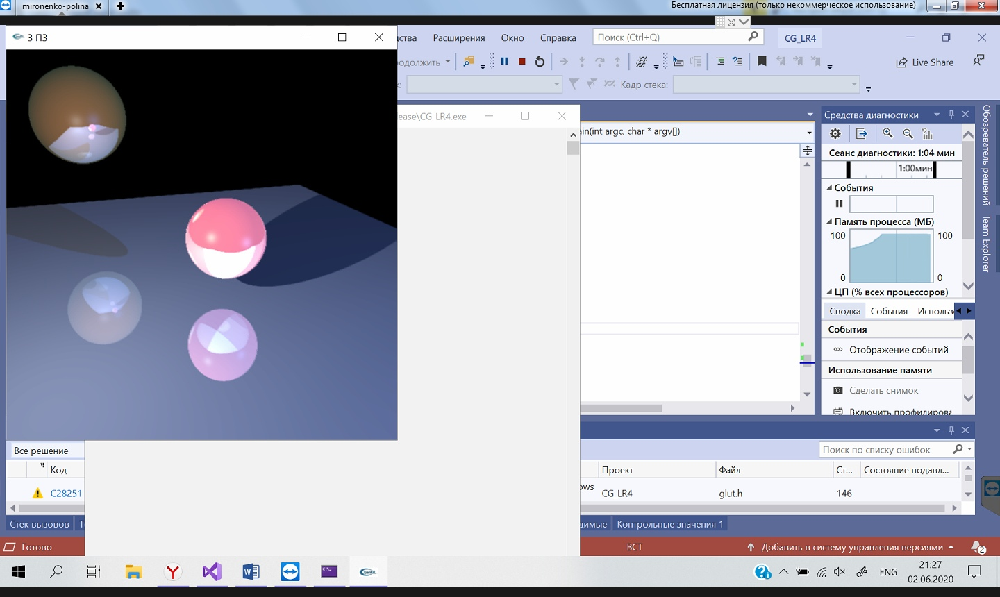 mironenko-polina
Бесплатная лицензия (только некоммерческое использование)
3 ПЗ
Расширения
Окно
Справка
Поиск (Ctrl+Q)
CG_LR4
Live Share
Кадр стека:
ease\CG_LR4.exe
ain(int argc, char * argv[])
Средства диагностики
Сеанс диагностики: 1:04 мин
1:00мин
События
Память процесса (МБ)
100
100
0
0
ЦП (% всех процессоров)
Сводка
События
Использ
События
Отображение событий
Использование памяти
Сделать снимок
Включить профилирова
Обозреватель решений
Team Explorer
Все решение
Поиск по списку ошибок
Код
Проект
Файл
Ст...
Состояние подавл...
C28251
ows
CG_LR4
glut.h
146
Стек вызовов
димые
Контрольные значения 1
Готово
ВСТ
Добавить в систему управления версиями
2
OpenGL
ENG
21:27
02.06.2020